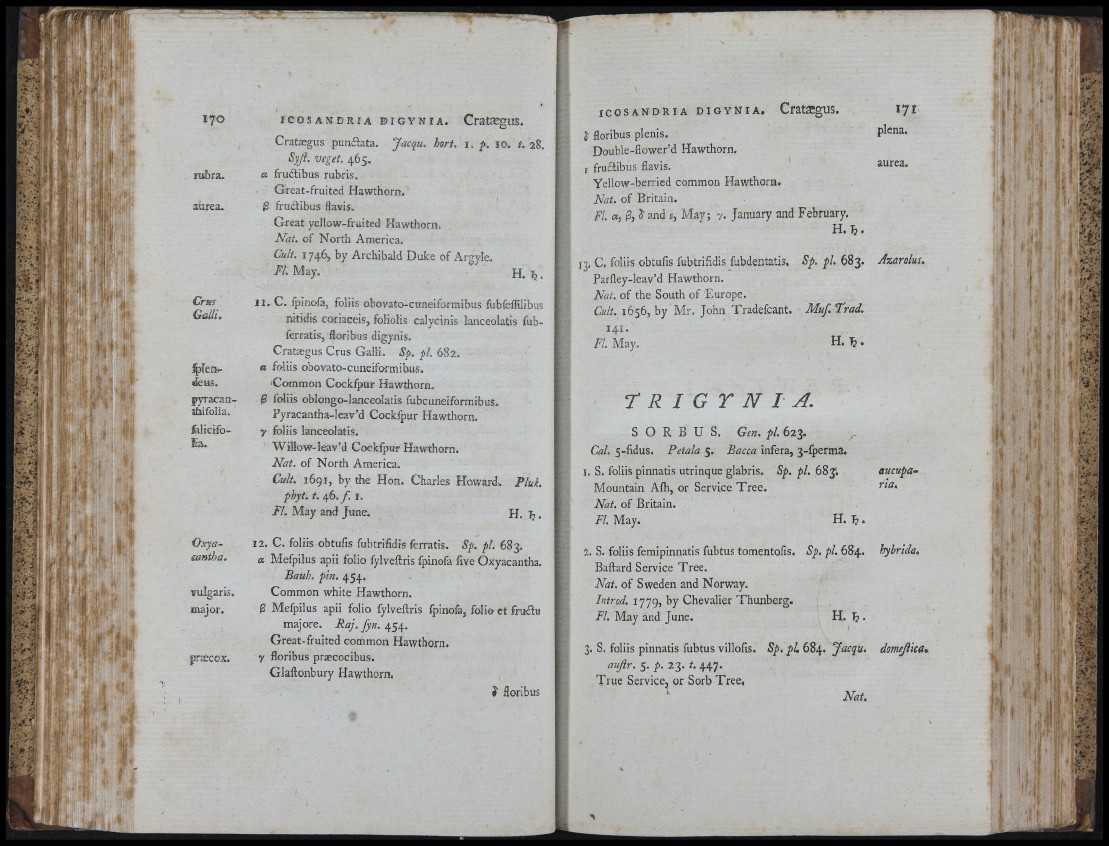 170 ICOSANDRIA DIGYNIA. Cratægus.
Cratægus punctata. Jacqu. hort. 1. p. 10. t. 28.
Syſt. veget. 465.
rubra. α fructibus rubris.
Great-fruited Hawthorn.
aurea. β fructibus flavis.
Great yellow-fruited Hawthorn.
Nat. of North America.
Cult. 1746, by Archibald Duke of Argyle.
Fl. May. H. ♄.
Crus 11. C. ſpinoſa, foliis obovato-cuneiformibus ſubſeſſilibus
Galli. nitidis coriaceis, foliolis calycinis lanceolatis ſub-
ſerratis, floribus digynis.
Cratægus Crus Galli. Sp. pl. 682.
ſplen- α foliis obovato-cuneiformibus.
dens. Common Cockſpur Hawthorn.
pyracan- β foliis oblongo-lanceolatis ſubcuneiformibus.
thifolia. Pyracantha-leav'd Cockſpur Hawthorn.
ſalicifo- γ foliis lanceolatis.
lia. Willow-leav'd Cockſpur Hawthorn.
Nat. of North America.
Cult. 1691, by the Hon. Charles Howard. Pluk.
phyt. t. 46. f. 1.
Fl. May and June. H. ♄.
Oxya- 12. C. foliis obtuſis ſubtrifidis ſerratis. Sp. pl. 683.
cantha. α Meſpilus apii folio ſylveſtris ſpinoſa ſive Oxyacantha.
Bauh. pin. 454.
vulgaris. Common white Hawthorn.
major. β Meſpilus apii folio ſylveſtris ſpinoſa, folio et fructu
majore. Raj. ſyn. 454.
Great-fruited common Hawthorn.
præcox. γ floribus præcocibus.
Glaſtonbury Hawthorn.
δ floribus
ICOSANDRIA DIGYNIA. Cratægus. 171
δ floribus plenis. plena.
Double-flower'd Hawthorn.
ε fructibus flavis. aurea.
Yellow-berried common Hawthorn.
Nat. of Britain.
Fl. α, β, δ and ε, May; γ. January and February.
H. ♄.
13. C. foliis obtuſis ſubtrifidis ſubdentatis. Sp. pl. 683. Azarolus.
Parſley-leav'd Hawthorn.
Nat. of the South of Europe.
Cult. 1656, by Mr. John Tradeſcant. Muſ. Trad.
141.
Fl. May. H. ♄.
TRIGYNIA.
SORBUS. Gen. pl. 623.
Cal. 5-fidus. Petala 5. Bacca infera, 3-ſperma.
1. S. foliis pinnatis utrinque glabris. Sp. pl. 683. aucupa-
Mountain Aſh, or Service Tree. ria.
Nat. of Britain.
Fl. May. H. ♄.
2. S. foliis ſemipinnatis ſubtus tomentoſis. Sp. pl. 684. hybrida.
Baſtard Service Tree.
Nat. of Sweden and Norway.
Introd. 1779, by Chevalier Thunberg.
Fl. May and June. H. ♄.
3. S. foliis pinnatis ſubtus villoſis. Sp. pl. 684. Jacqu. domeſtica.
auſtr. 5. p. 23. t. 447.
True Service, or Sorb Tree.
Nat.